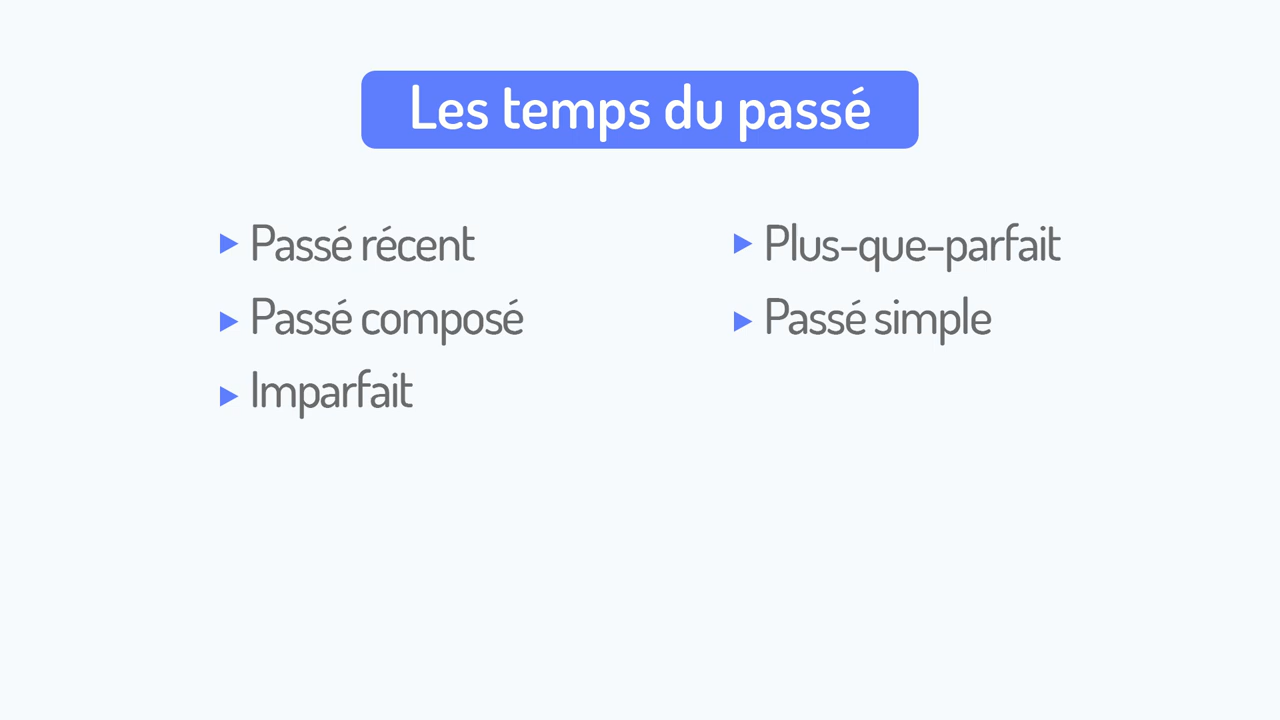 Les temps du passé
Passé récent
Passé composé
Imparfait
Plus-que-parfait
Passé simple